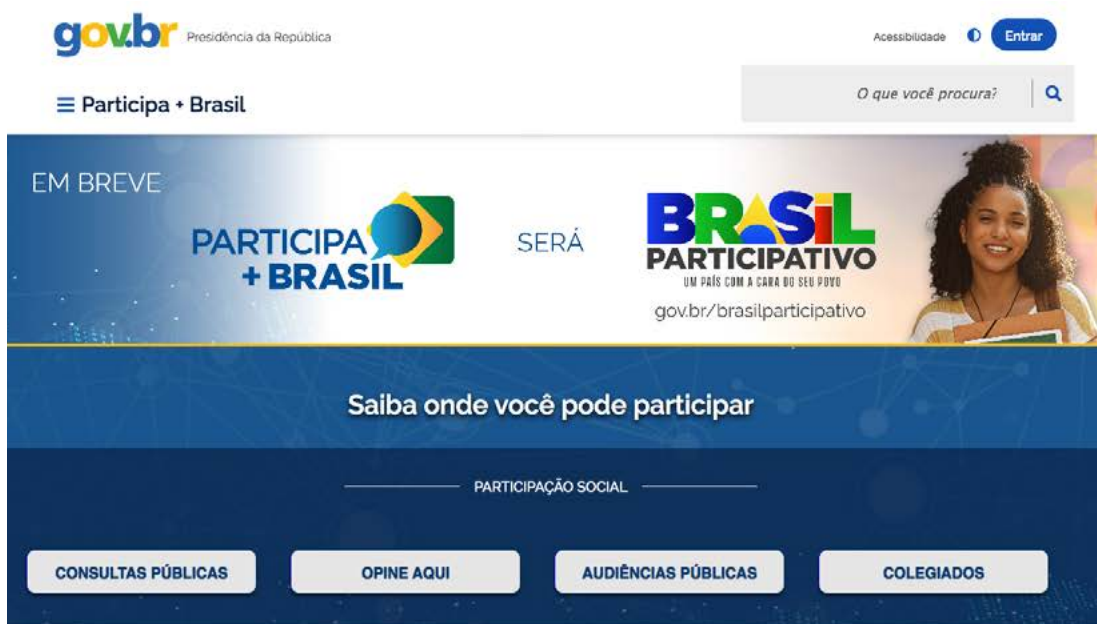 gov.br Presidência da República
Acessibilidade Entrar
Participa + Brasil
O que você procura?
EM BREVE
PARTICIPA
+ BRASIL
SERÁ
BRASIL
PARTICIPATIVO
UM PAÍS COM A CARA DO SEU POVO
gov.br/brasilparticipativo
Saiba onde você pode participar
PARTICIPAÇÃO SOCIAL
CONSULTAS PÚBLICAS
OPINE AQUI
AUDIÊNCIAS PÚBLICAS
COLEGIADOS